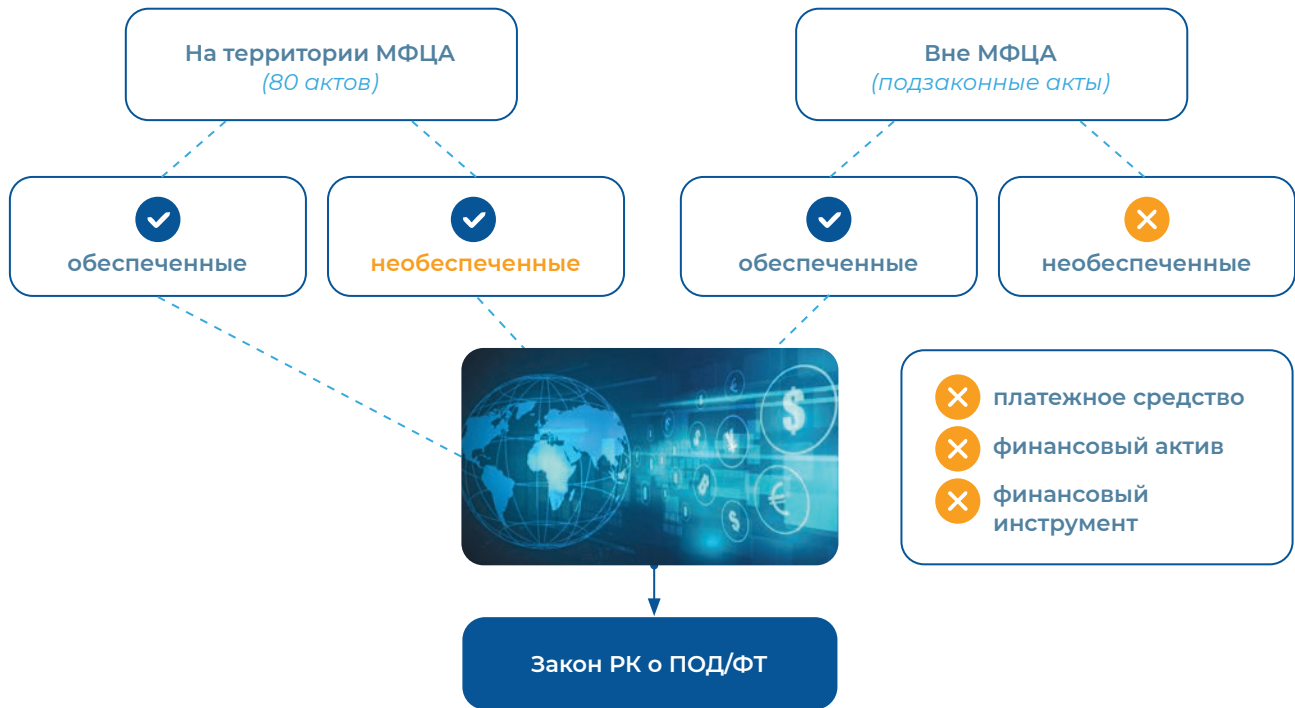 На территории МФЦА
(80 актов)
Вне МФЦА
(подзаконные акты)
обеспеченные
необеспеченные
обеспеченные
необеспеченные
платежное средство
финансовый актив
финансовый
инструмент
Закон РК о ПОД/ФТ